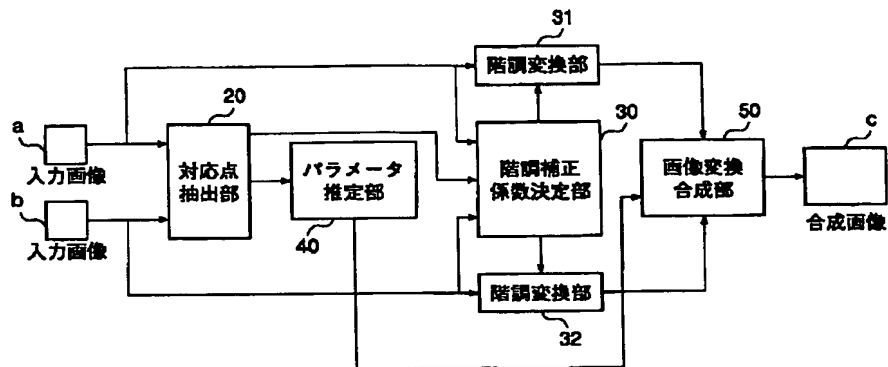 31
階調変換部
a
入力画像
b
入力画像
20
対応点
抽出部
パラメータ
推定部
40
階調補正
係数決定部
30
階調変換部
32
50
画像変換
合成部
c
合成画像